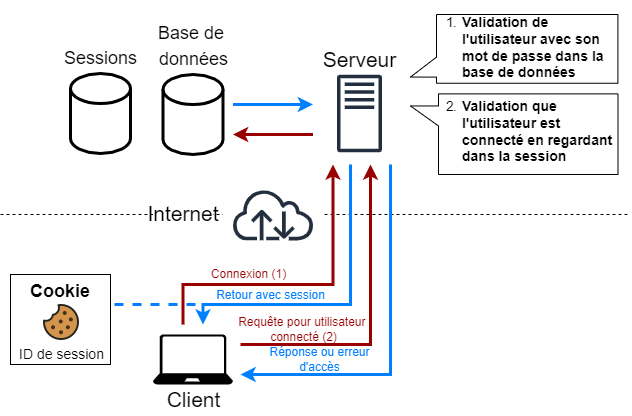 Sessions
Base de
données
Serveur
1. Validation de
l'utilisateur avec son
mot de passe dans la
base de données
2. Validation que
l'utilisateur est
connecté en regardant
dans la session
Internet
Connexion (1)
Retour avec session
Requête pour utilisateur
connecté (2)
Réponse ou erreur
d'accès
Cookie
ID de session
Client